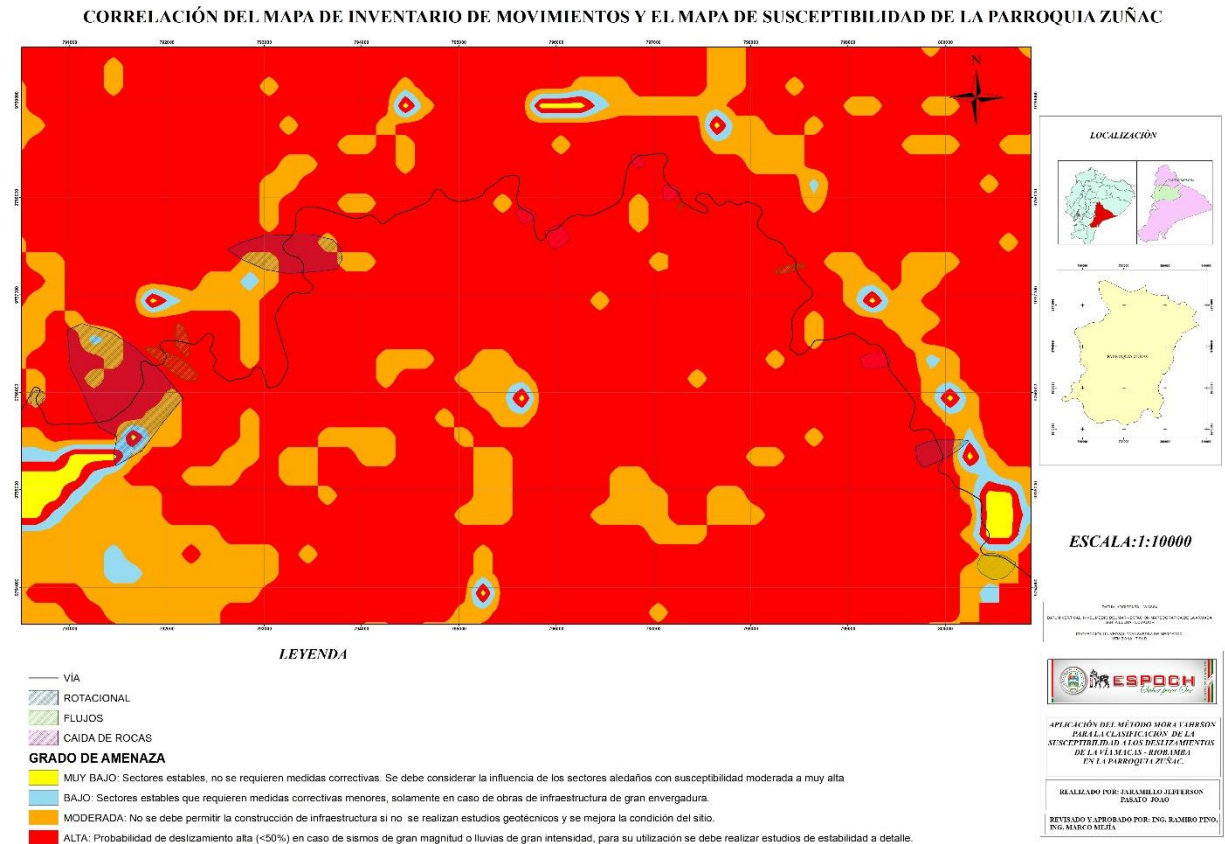 CORRELACIÓN DEL MAPA DE INVENTARIO DE MOVIMIENTOS Y EL MAPA DE SUSCEPTIBILIDAD DE LA PARROQUIA ZUÑAC
N
LOCALIZACIÓN
ESCALA:1:10000
LEYENDA
VÍA
ROTACIONAL
FLUJOS
CAIDA DE ROCAS
GRADO DE AMENAZA
MUY BAJO: Sectores estables, no se requieren medidas correctivas. Se debe considerar la influencia de los sectores aledaños con susceptibilidad moderada a muy alta
BAJO: Sectores estables que requieren medidas correctivas menores, solamente en caso de obras de infraestructura de gran envergadura.
MODERADA: No se debe permitir la construcción de infraestructura si no se realizan estudios geotécnicos y se mejora la condición del sitio.
ALTA: Probabilidad de deslizamiento alta (<50%) en caso de sismos de gran magnitud o lluvias de gran intensidad, para su utilización se debe realizar estudios de estabilidad a detalle.
ESPOCH
Saber para Ser
APLICACIÓN DEL MÉTODO MORA VAHRSON
PARA LA CLASIFICACIÓN DE LA
SUSCEPTIBILIDAD A LOS DESLIZAMIENTOS
DE LA VÍA MACAS - RIOBAMBA
EN LA PARROQUIA ZUÑAC.
REALIZADO POR: JARAMILLO JEFFERSON
PASATO JOAO
REVISADO Y APROBADO POR: ING. RAMIRO PINO,
ING. MARCO MEJÍA